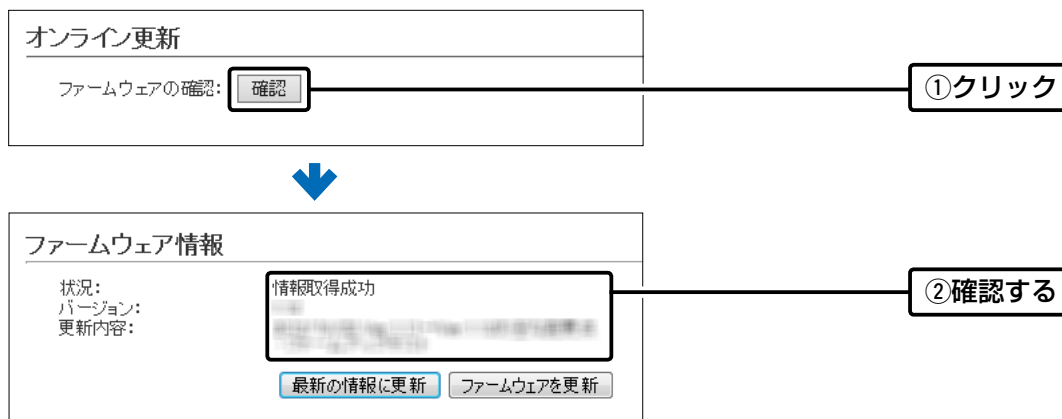 オンライン更新
ファームウェアの確認: 確認
①クリック
ファームウェア情報
状況: 情報取得成功
②確認する
バージョン:
更新内容:
最新の情報に更新 ファームウェアを更新